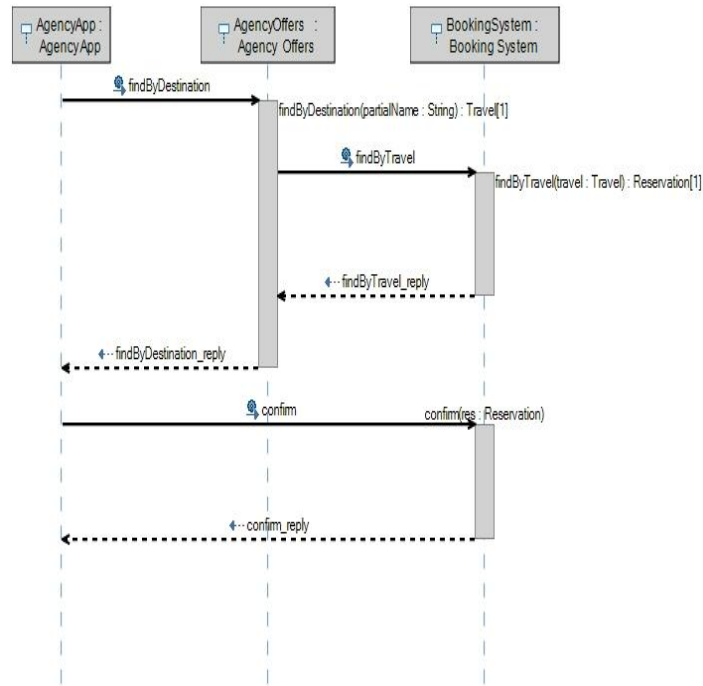 AgencyApp :
AgencyApp
AgencyOffers :
Agency Offers
BookingSystem :
Booking System
findByDestination
findByDestination(partialName : String) : Travel[1]
findByTravel
findByTravel(travel : Travel) : Reservation[1]
findByTravel_reply
findByDestination_reply
confirm
confirm(res : Reservation)
confirm_reply